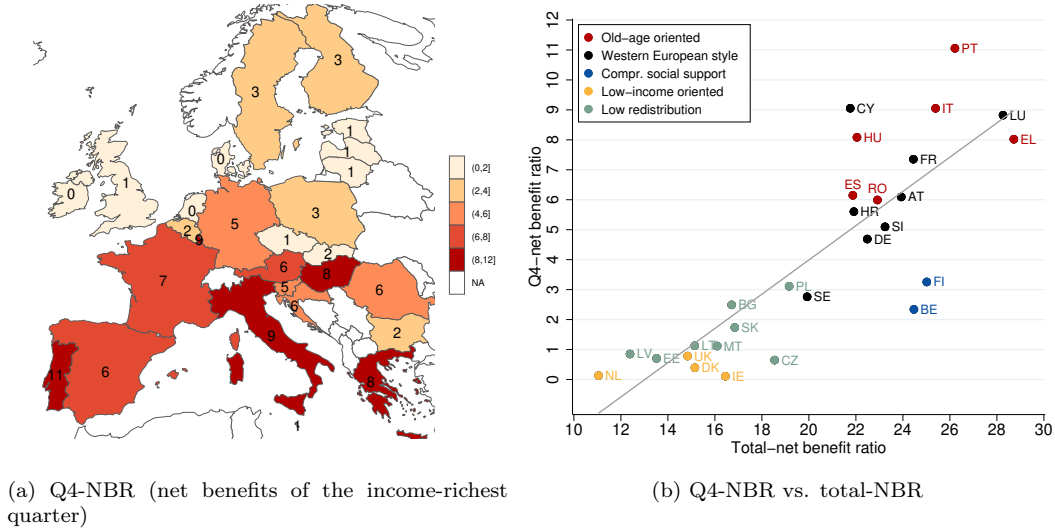 3
3
1
1
1
0
1
0
0
2
9
5
3
1
2
6
8
7
5
6
6
2
9
6
11
8
1
(0,2]
(2,4]
(4,6]
(6,8]
(8,12]
NA
(a) Q4-NBR (net benefits of the income-richest
quarter)
Q4−net benefit ratio
12
11
10
9
8
7
6
5
4
3
2
1
0
Old−age oriented
Western European style
Compr. social support
Low−income oriented
Low redistribution
PT
CY
IT
LU
HU
EL
FR
ES
RO
AT
HR
SI
DE
FI
PL
SE
BG
BE
SK
LT
MT
LV
EE
UK
CZ
DK
NL
IE
10 12 14 16 18 20 22 24 26 28 30
Total−net benefit ratio
(b) Q4-NBR vs. total-NBR